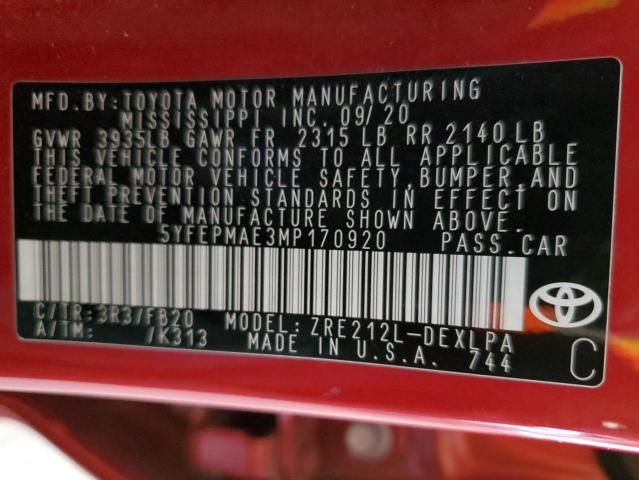 MFD.BY:TOYOTA MOTOR MANUFACTURING
MISSISSIPPI INC. 09/20
GVWR 3935LB GAWR FR 2315 LB RR 2140 LB
THIS VEHICLE CONFORMS TO ALL APPLICABLE
FEDERAL MOTOR VEHICLE SAFETY,BUMPER,AND
THEFT PREVENTION STANDARDS IN EFFECT ON
THE DATE OF MANUFACTURE SHOWN ABOVE.
5YFEPMAE3MP170920 PASS.CAR
C/TR:3R3/FB20 MODEL:ZRE212L-DEXLPA
A/TM: /K313 MADE IN U.S.A. 744
C